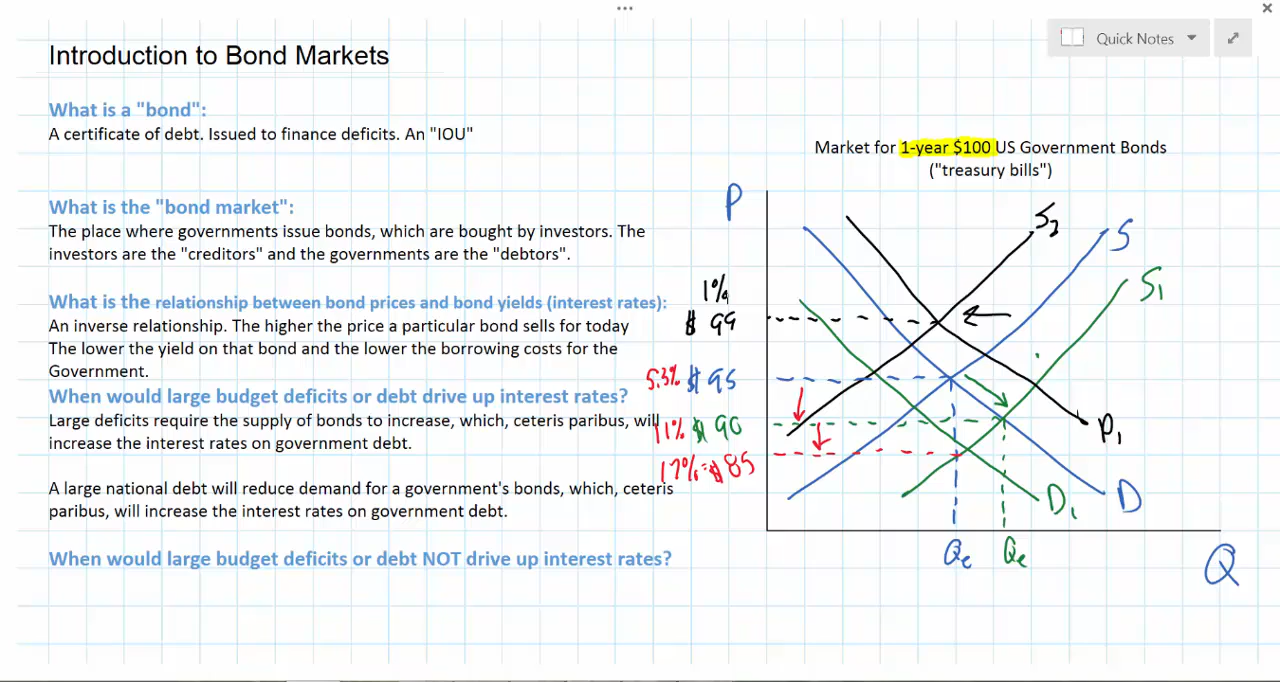 Quick Notes
Introduction to Bond Markets
What is a "bond":
A certificate of debt. Issued to finance deficits. An "IOU"
What is the "bond market":
The place where governments issue bonds, which are bought by investors. The
investors are the "creditors" and the governments are the "debtors".
What is the relationship between bond prices and bond yields (interest rates):
An inverse relationship. The higher the price a particular bond sells for today
The lower the yield on that bond and the lower the borrowing costs for the
Government.
When would large budget deficits or debt drive up interest rates?
Large deficits require the supply of bonds to increase, which, ceteris paribus, will
increase the interest rates on government debt.
A large national debt will reduce demand for a government's bonds, which, ceteris
paribus, will increase the interest rates on government debt.
When would large budget deficits or debt NOT drive up interest rates?
Market for 1-year $100 US Government Bonds
("treasury bills")
P
S2
S
S1
1%
$ 99
5.3% $ 95
11% $ 90
17% = $85
P1
D1
D
Qe
Qe
Q